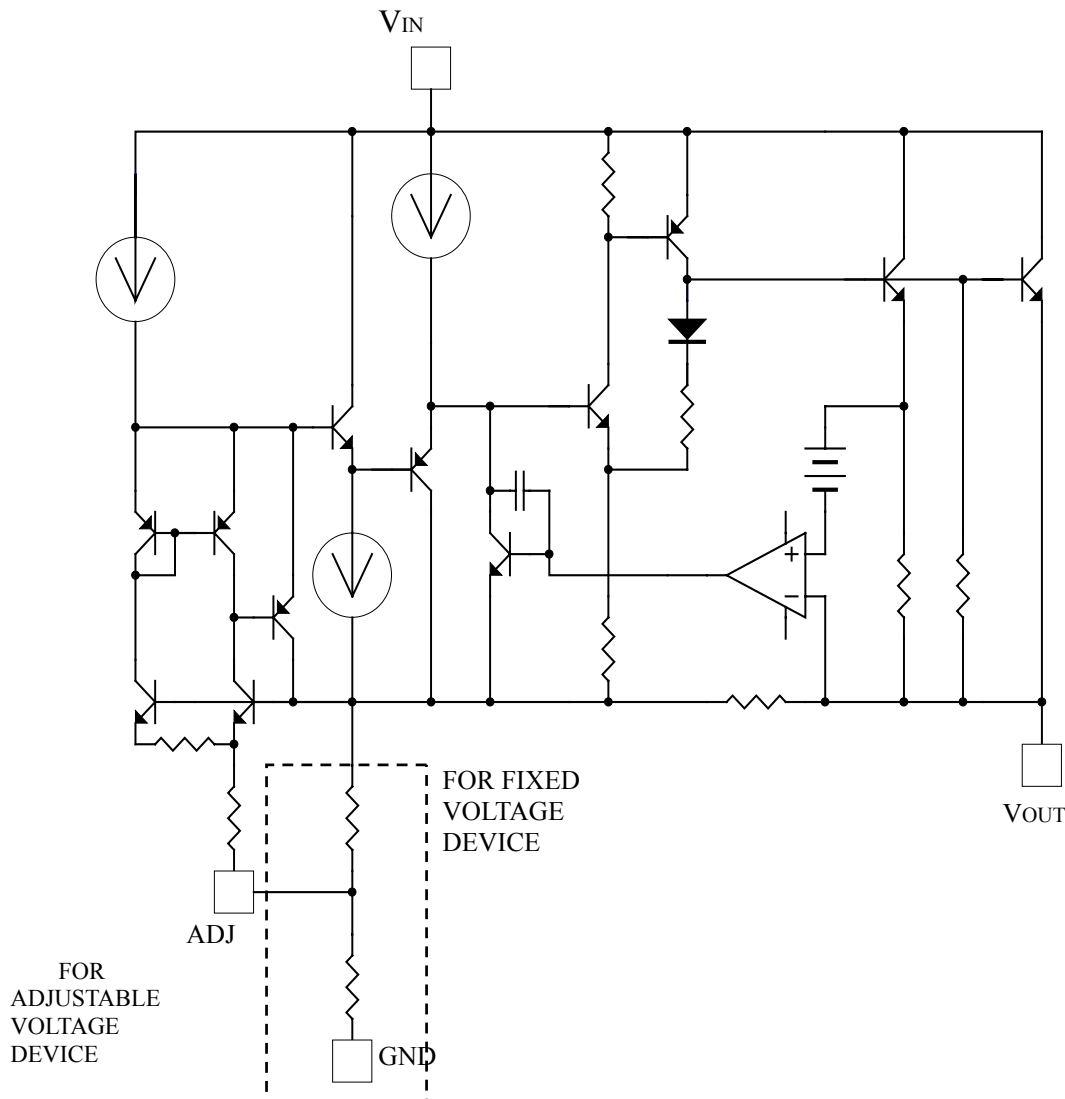 VIN
FOR FIXED
VOLTAGE
DEVICE
VOUT
ADJ
FOR
ADJUSTABLE
VOLTAGE
DEVICE
GND
+
−